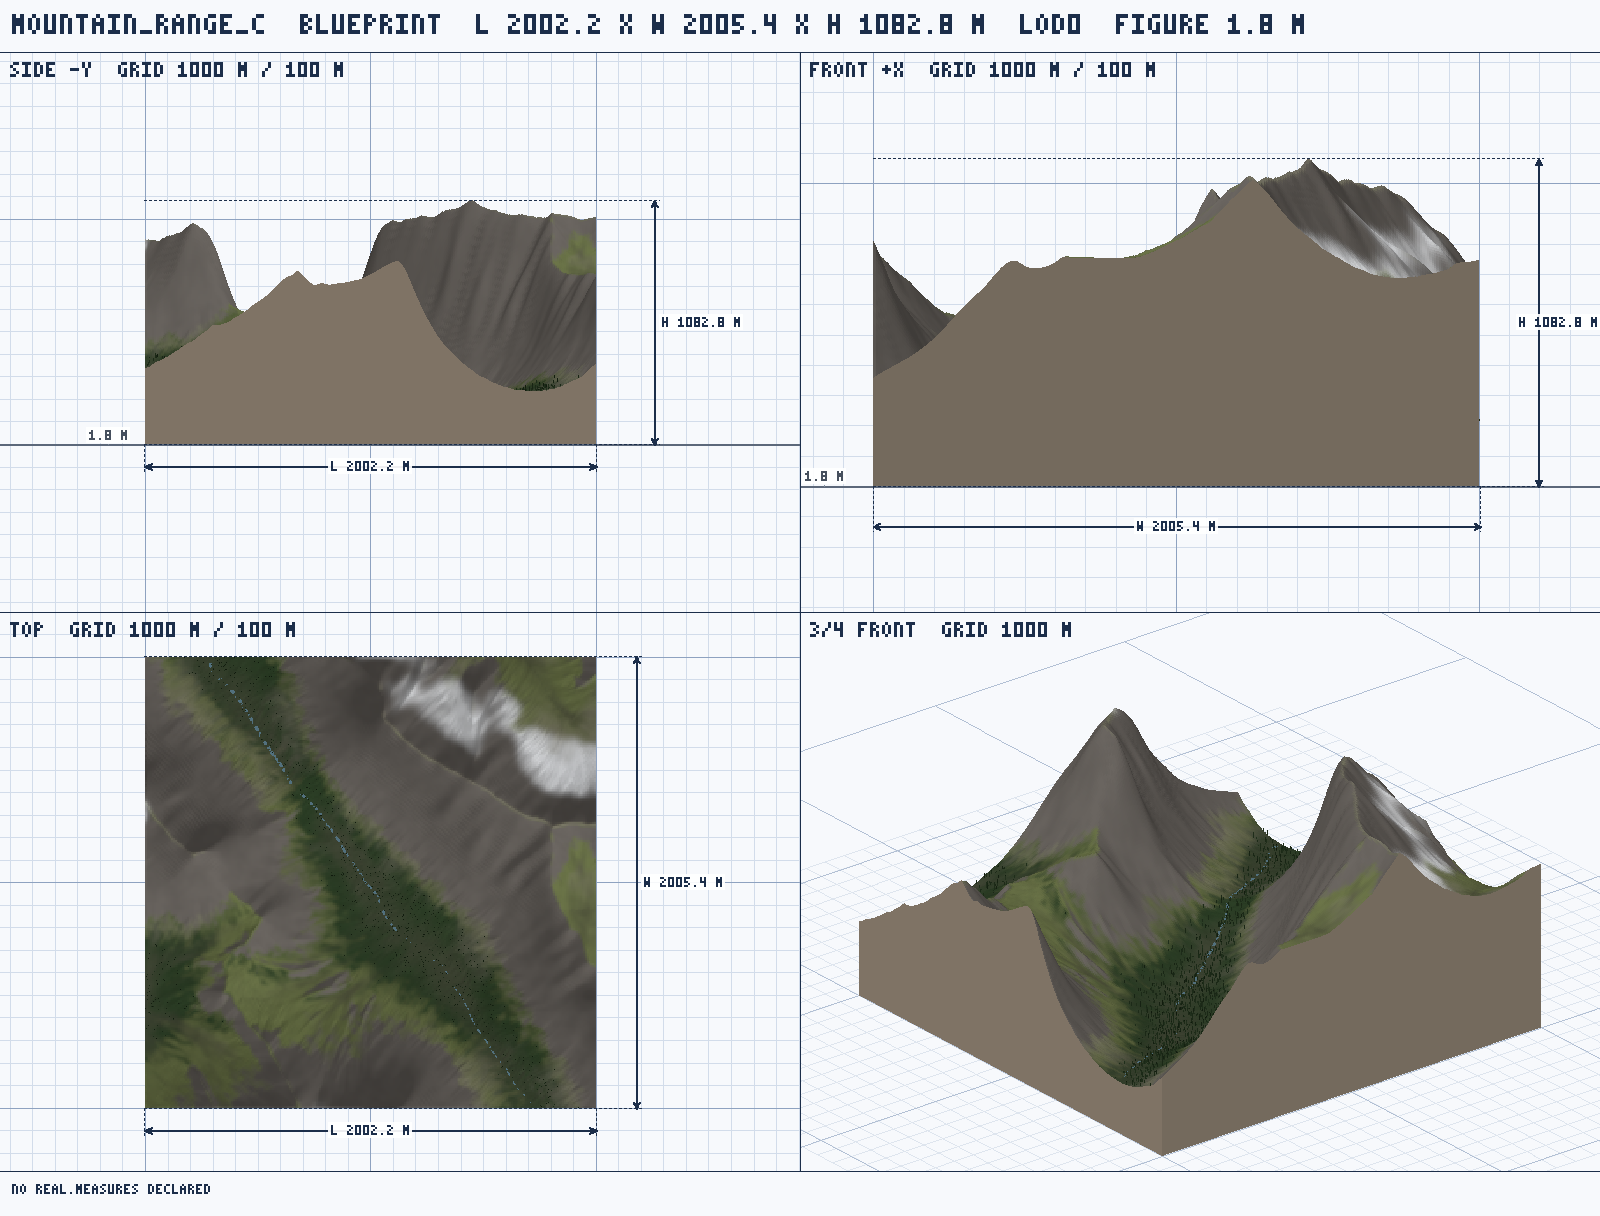 MOUNTAIN_RANGE_C BLUEPRINT L 2002.2 X W 2005.4 X H 1082.8 M LOD0 FIGURE 1.8 M
SIDE -Y GRID 1000 M / 100 M
FRONT +X GRID 1000 M / 100 M
H 1082.8 M
H 1082.8 M
1.8 M
L 2002.2 M
1.8 M
W 2005.4 M
TOP GRID 1000 M / 100 M
3/4 FRONT GRID 1000 M
W 2005.4 M
L 2002.2 M
NO REAL.MEASURES DECLARED